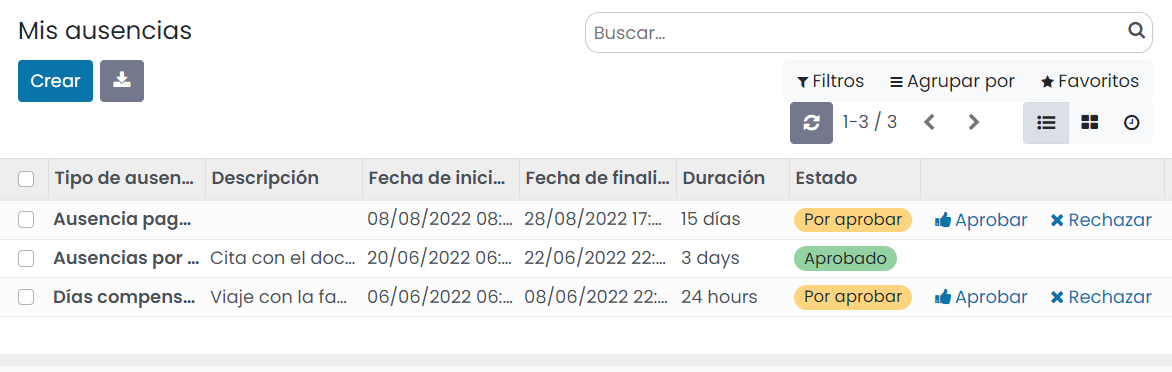 Mis ausencias
Buscar...
Crear
Filtros Agrupar por Favoritos
1-3 / 3
Tipo de ausen... Descripción Fecha de inici... Fecha de finali... Duración Estado
Ausencia pag... 08/08/2022 08:... 28/08/2022 17:... 15 días Por aprobar Aprobar Rechazar
Ausencias por ... Cita con el doc... 20/06/2022 06:... 22/06/2022 22:... 3 days Aprobado
Días compens... Viaje con la fa... 06/06/2022 06:... 08/06/2022 22:... 24 hours Por aprobar Aprobar Rechazar